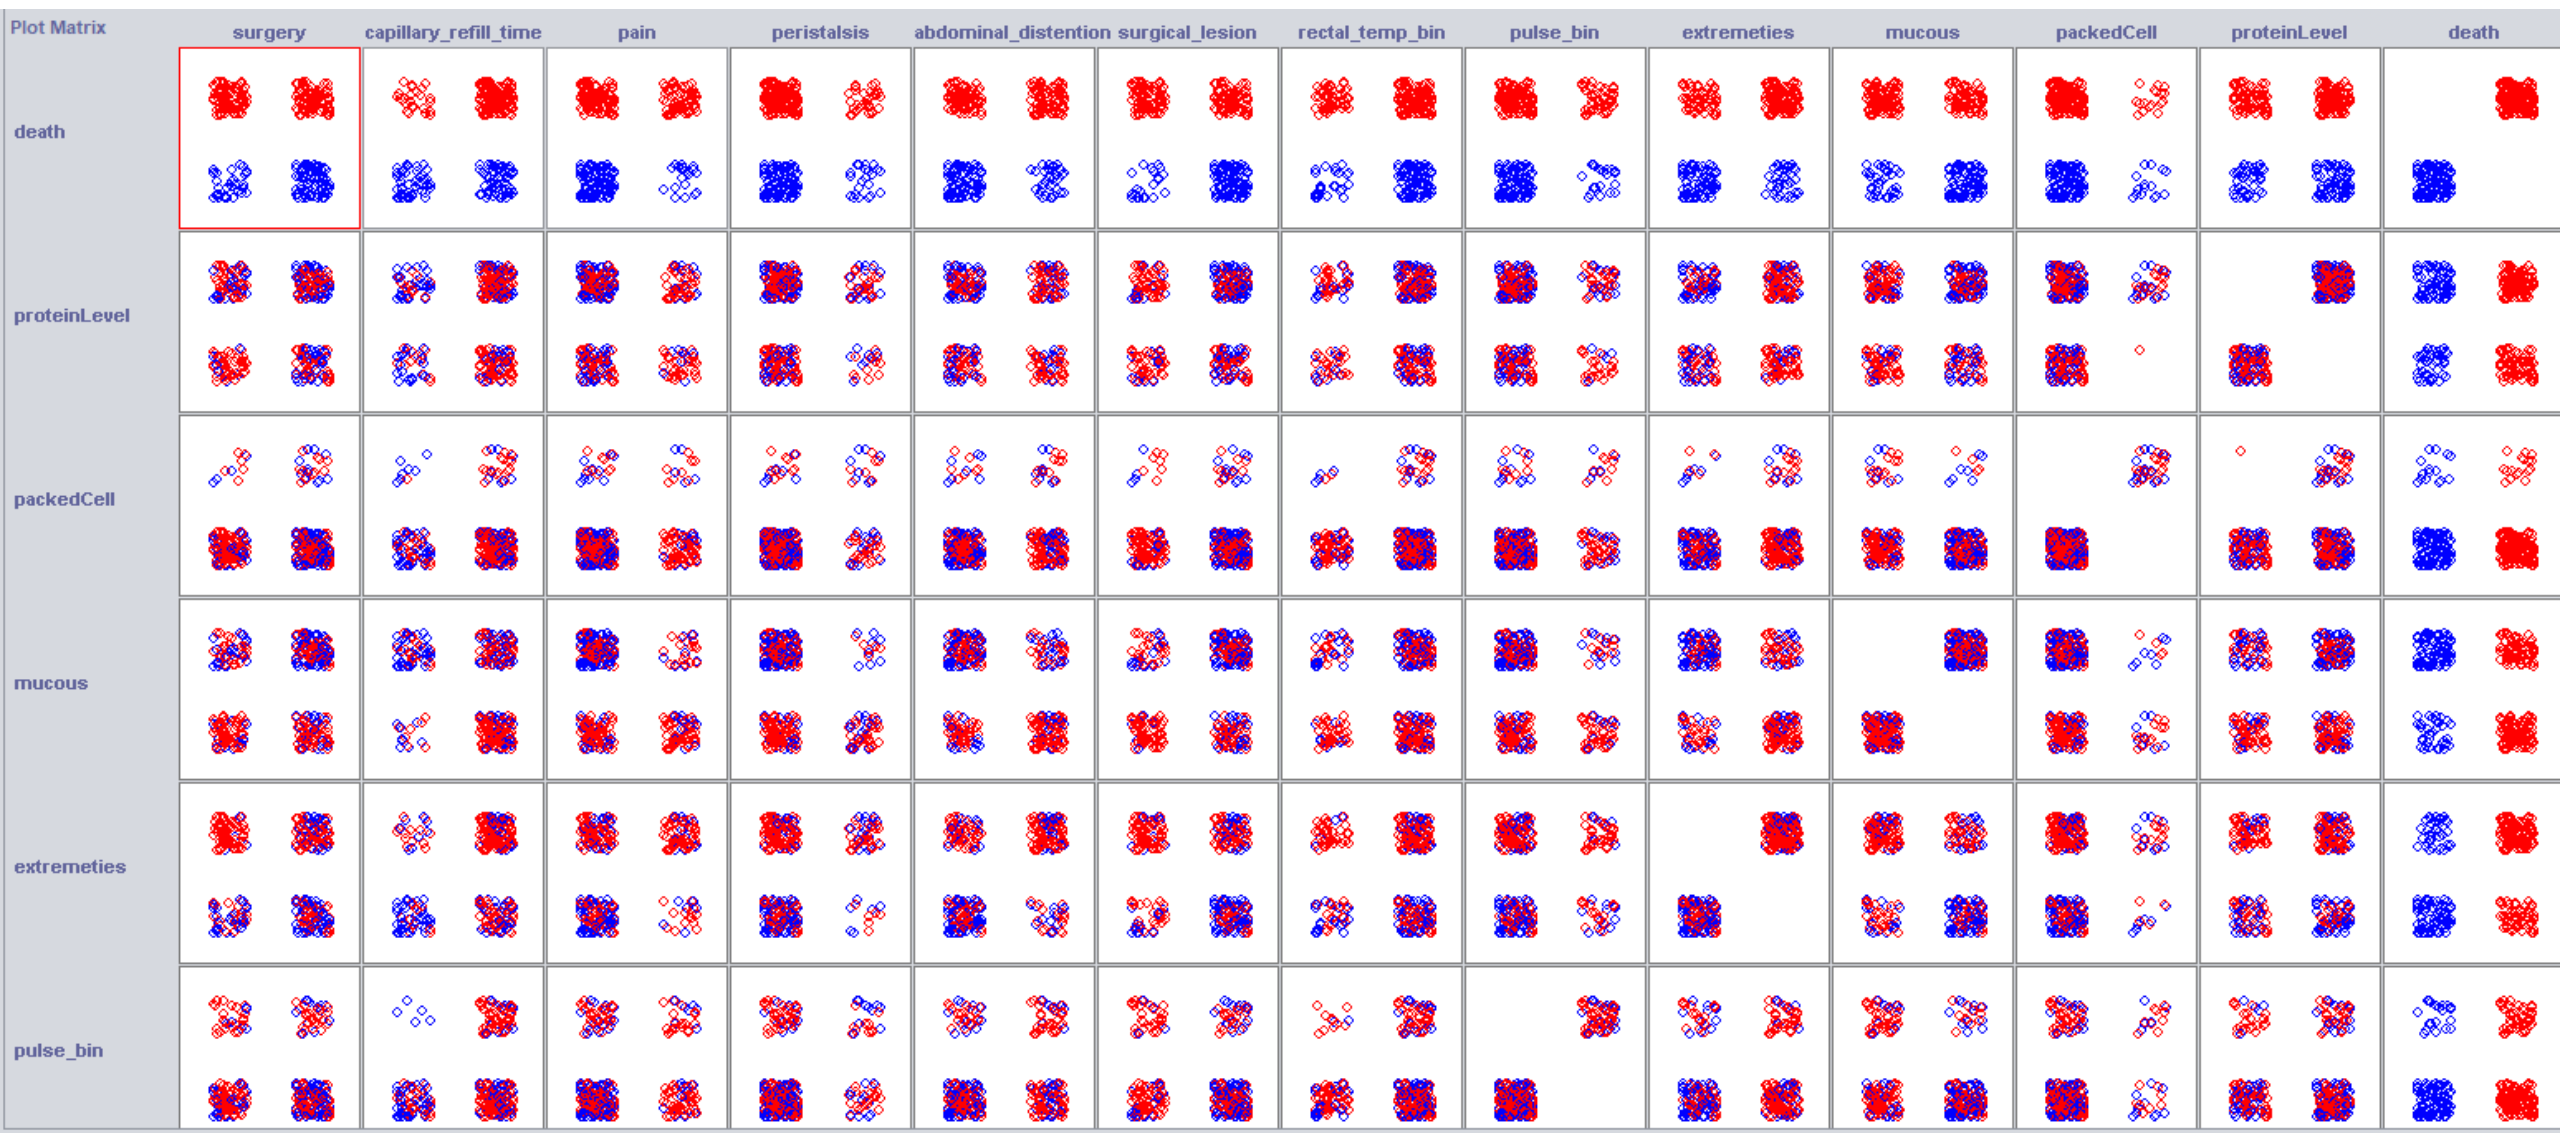 Plot Matrix
surgery capillary_refill_time pain peristalsis abdominal_distention surgical_lesion rectal_temp_bin pulse_bin extremeties mucous packedCell proteinLevel death
death
proteinLevel
packedCell
mucous
extremeties
pulse_bin